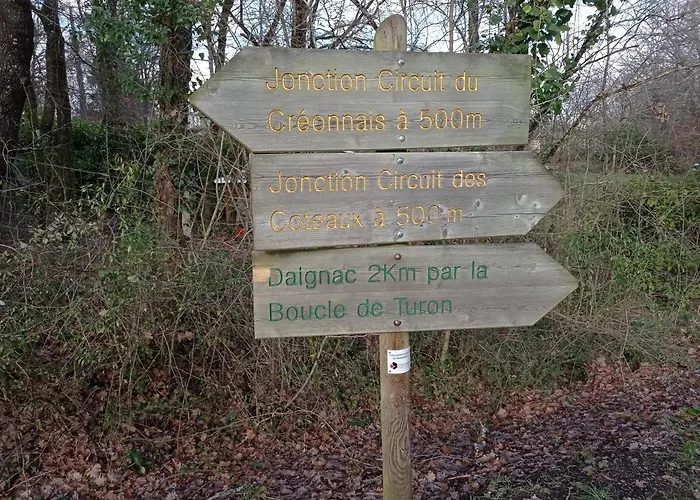 Jonction Circuit du
Créonnais à 500m
Jonction Circuit des
Coteaux à 500m
Daignac 2Km par la
Boucle de Turon